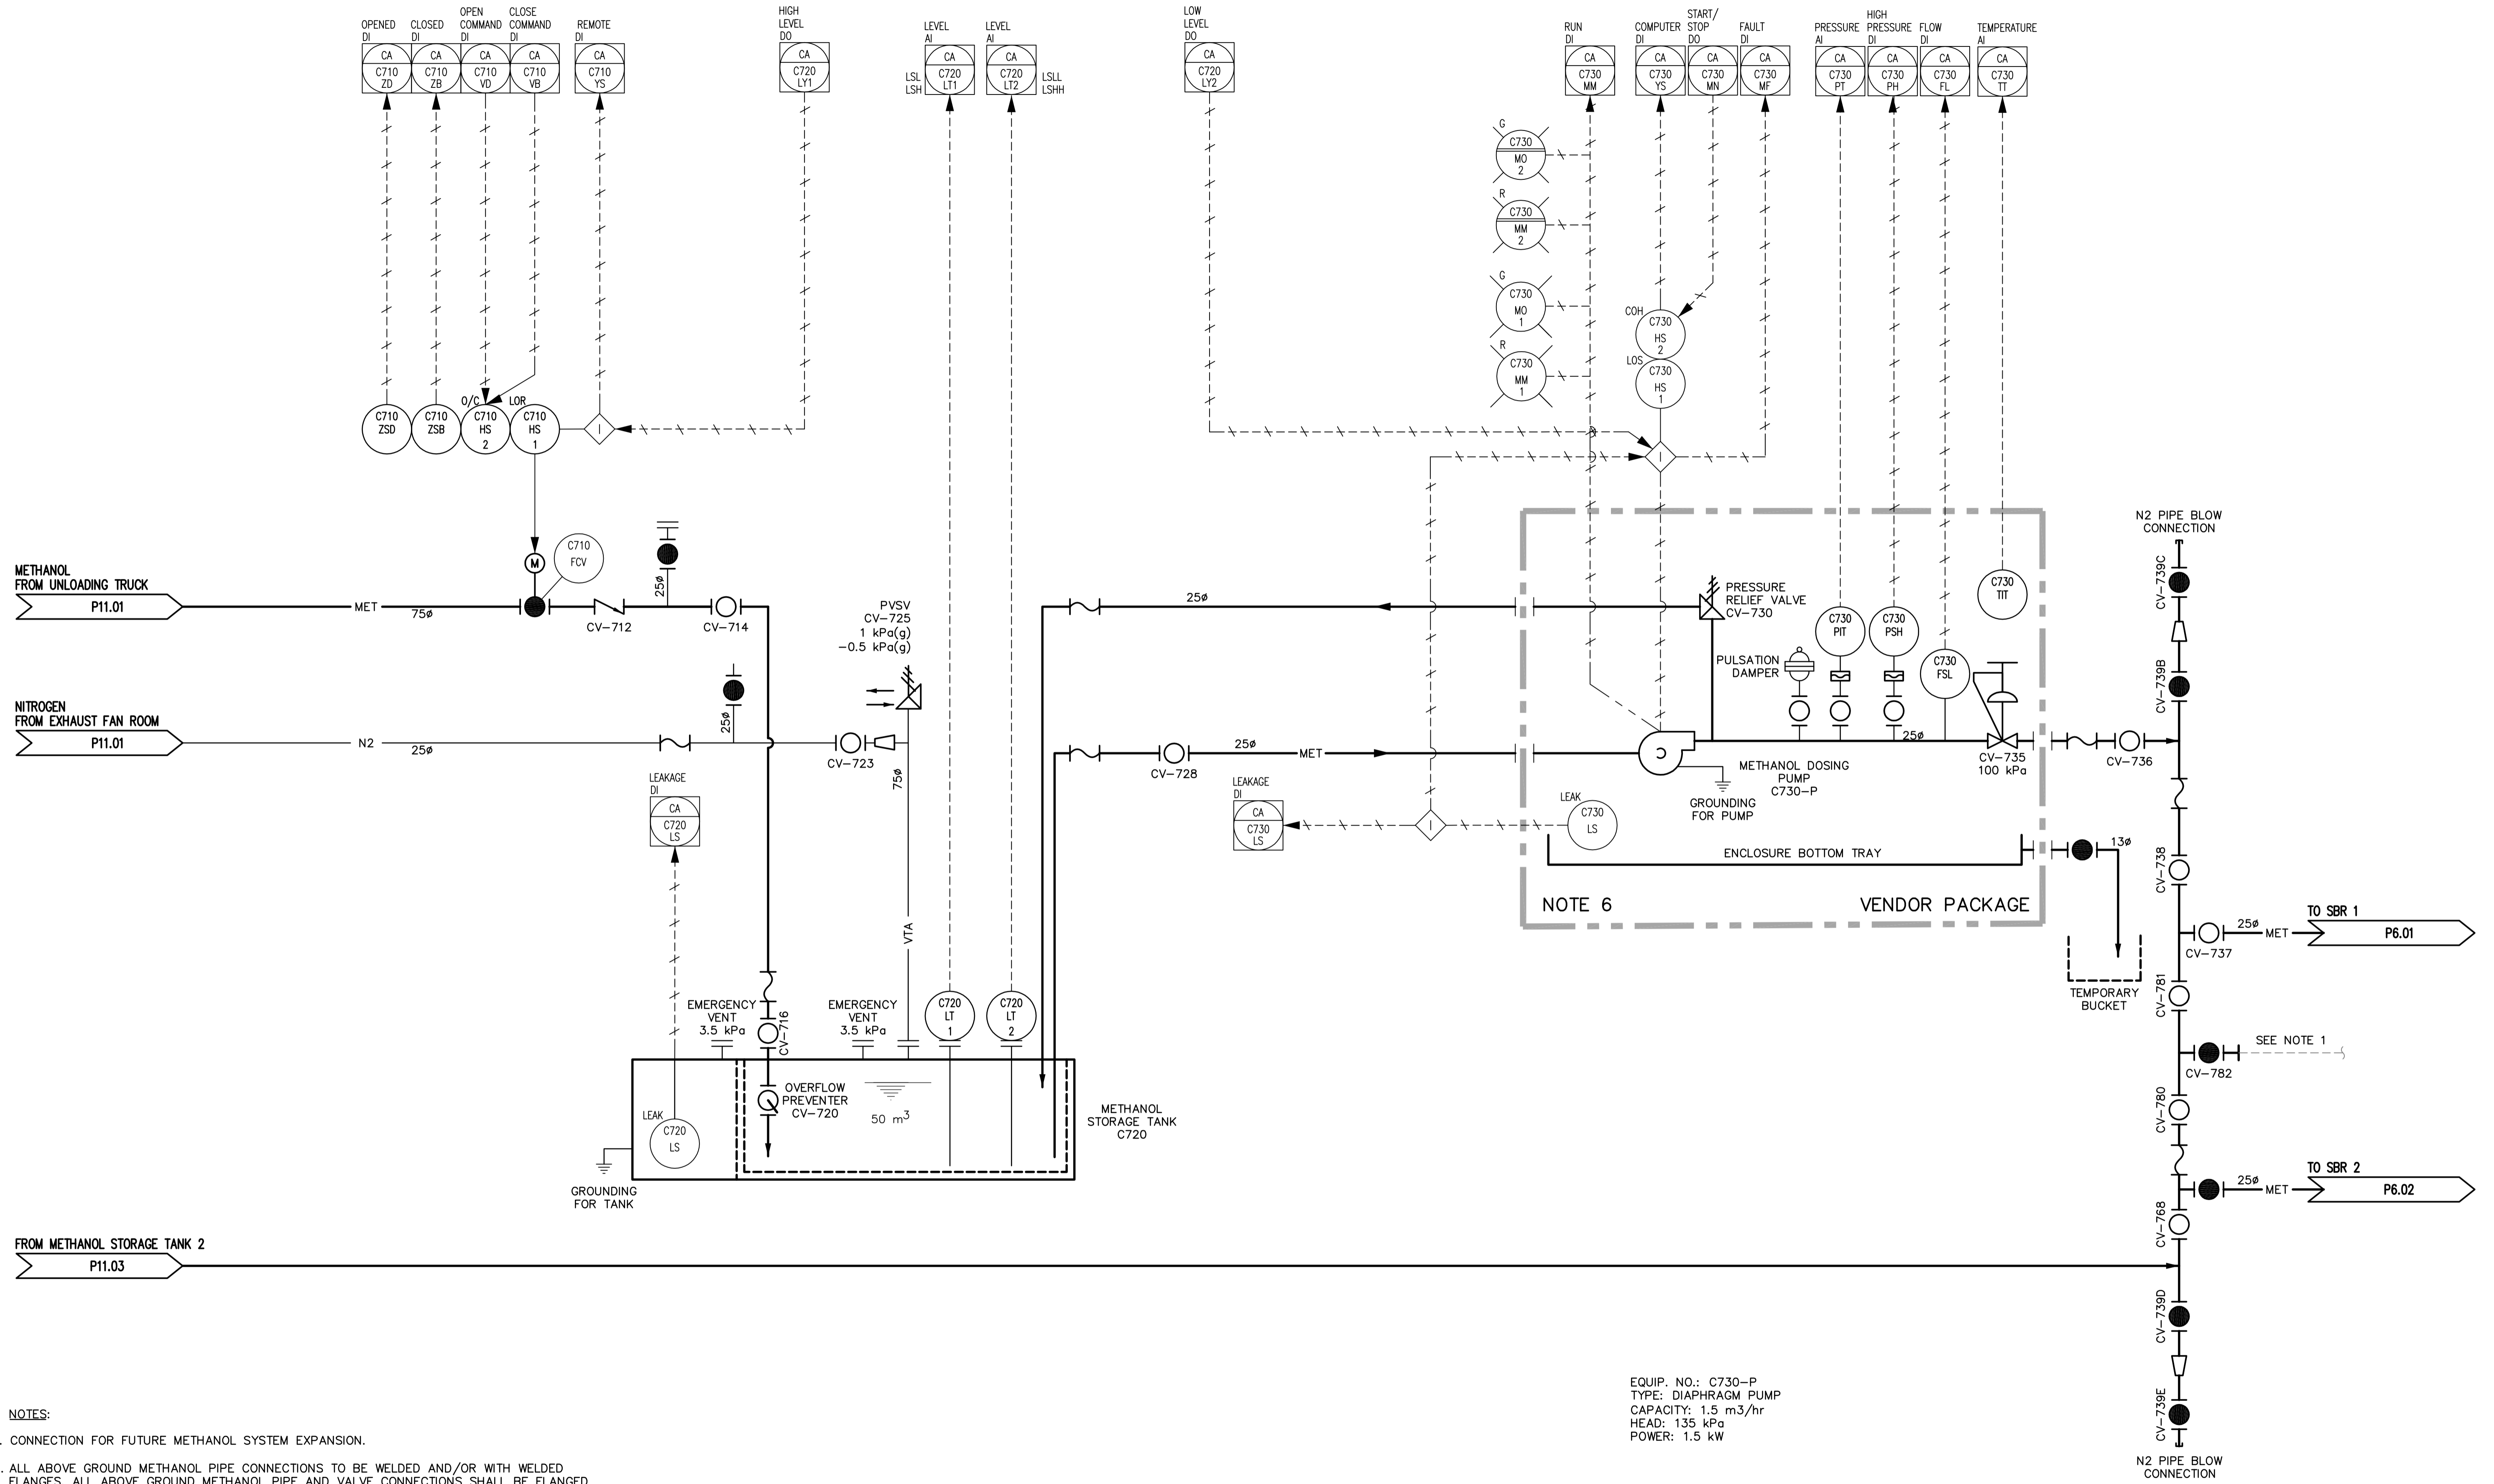 OPENED
DI
CA
C710
ZD
CLOSED
DI
CA
C710
ZB
OPEN
COMMAND
DI
CA
C710
VD
CLOSE
COMMAND
DI
CA
C710
VB
REMOTE
DI
CA
C710
YS
HIGH
LEVEL
DO
CA
C720
LY1
LEVEL
AI
LSL
LSH
CA
C720
LT1
LEVEL
AI
CA
C720
LT2
LSLL
LSHH
LOW
LEVEL
DO
CA
C720
LY2
RUN
DI
CA
C730
MM
COMPUTER
DI
CA
C730
YS
START/
STOP
DO
CA
C730
MN
FAULT
DI
CA
C730
MF
PRESSURE
AI
CA
C730
PT
HIGH
PRESSURE
DI
CA
C730
PH
FLOW
DI
CA
C730
FL
TEMPERATURE
AI
CA
C730
TT
G
C730
MO
2
R
C730
MM
2
G
C730
MO
1
R
C730
MM
1
COH
C730
HS
2
LOS
C730
HS
1
C710
ZSD
C710
ZSB
O/C
C710
HS
2
LOR
C710
HS
1
I
I
METHANOL
FROM UNLOADING TRUCK
P11.01
MET
75ø
M
C710
FCV
CV-712
25ø
CV-714
PVSV
CV-725
1 kPa(g)
-0.5 kPa(g)
NITROGEN
FROM EXHAUST FAN ROOM
P11.01
N2
25ø
25ø
CV-723
75ø
VTA
LEAKAGE
DI
CA
C720
LS
EMERGENCY
VENT
3.5 kPa
CV-716
EMERGENCY
VENT
3.5 kPa
C720
LT
1
C720
LT
2
LEAK
C720
LS
OVERFLOW
PREVENTER
CV-720
50 m3
METHANOL
STORAGE TANK
C720
GROUNDING
FOR TANK
25ø
CV-728
25ø
MET
LEAKAGE
DI
CA
C730
LS
I
LEAK
C730
LS
PRESSURE
RELIEF VALVE
CV-730
PULSATION
DAMPER
C730
PIT
C730
PSH
C730
FSL
C730
TIT
METHANOL DOSING
PUMP
C730-P
GROUNDING
FOR PUMP
25ø
CV-735
100 kPa
ENCLOSURE BOTTOM TRAY
NOTE 6
VENDOR PACKAGE
N2 PIPE BLOW
CONNECTION
CV-739C
CV-739B
CV-736
13ø
TEMPORARY
BUCKET
CV-738
CV-737
25ø
MET
TO SBR 1
P6.01
CV-781
SEE NOTE 1
CV-782
CV-780
TO SBR 2
25ø
MET
P6.02
CV-768
FROM METHANOL STORAGE TANK 2
P11.03
CV-739D
CV-739E
N2 PIPE BLOW
CONNECTION
EQUIP. NO.: C730-P
TYPE: DIAPHRAGM PUMP
CAPACITY: 1.5 m3/hr
HEAD: 135 kPa
POWER: 1.5 kW
NOTES:
. CONNECTION FOR FUTURE METHANOL SYSTEM EXPANSION.
. ALL ABOVE GROUND METHANOL PIPE CONNECTIONS TO BE WELDED AND/OR WITH WELDED
FLANGES. ALL ABOVE GROUND METHANOL PIPE AND VALVE CONNECTIONS SHALL BE FLANGED